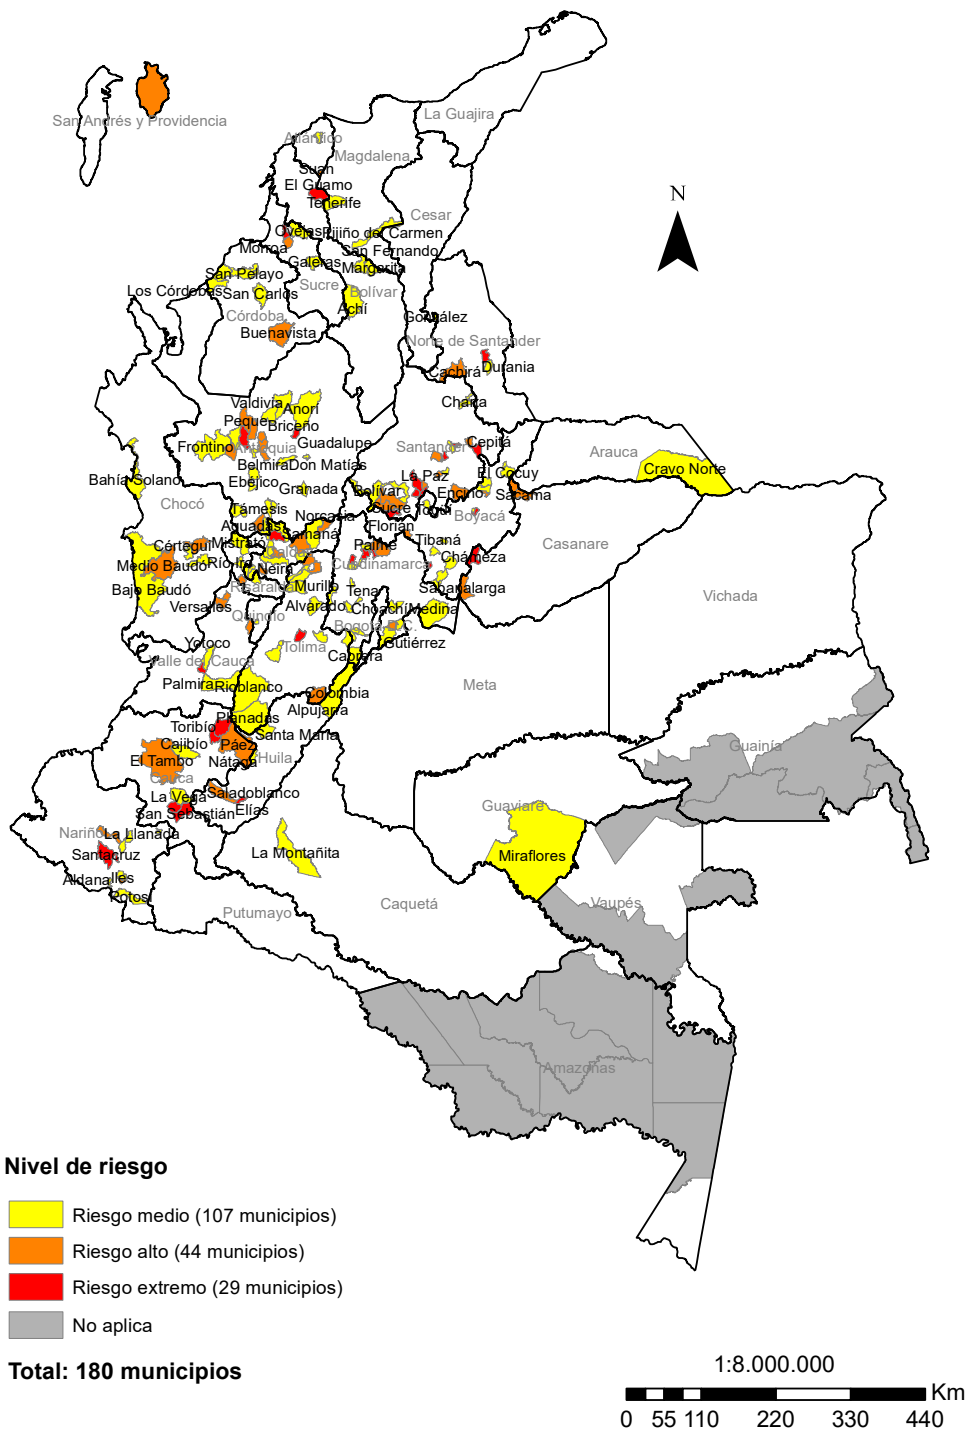 San Andrés y Providencia
La Guajira
Atlántico
Magdalena
Suan
El Guamo
Tenerife
N
Cesar
Ovejas
Pijiño del Carmen
Morroa
San Fernando
Galeras
Margarita
San Pelayo
Sucre
Bolívar
Los Córdobas
San Carlos
Achí
Córdoba
González
Buenavista
Norte de Santander
Cachirá
Durania
Charta
Valdivia
Anorí
Peque
Briceño
Guadalupe
Frontino
Antioquia
Santander
Cepitá
Arauca
Belmira
Don Matías
La Paz
El Cocuy
Cravo Norte
Bahía Solano
Ebéjico
Granada
Bolívar
Encino
Sácama
Chocó
Támesis
Norcasia
Sucre
Togüí
Boyacá
Aguadas
Samaná
Florián
Cértegui
Mistrató
Caldas
Palme
Tibaná
Casanare
Medio Baudó
Río Iró
Neira
Cundinamarca
Chámeza
Bajo Baudó
Risaralda
Murillo
Tena
Sabanalarga
Vichada
Versalles
Quindío
Alvarado
Choachí
Medina
Bogotá D.C.
Gutiérrez
Yotoco
Tolima
Cabrera
Valle del Cauca
Palmira
Rioblanco
Colombia
Meta
Alpujarra
Planadas
Toribío
Santa María
Cajibío
Páez
Guainía
El Tambo
Nátaga
Huila
Cauca
Saladoblanco
La Vega
Elías
San Sebastián
Guaviare
Nariño
La Llanada
Santacruz
La Montañita
Miraflores
Aldana
Iles
Potosí
Putumayo
Caquetá
Vaupés
Amazonas
Nivel de riesgo
Riesgo medio (107 municipios)
Riesgo alto (44 municipios)
Riesgo extremo (29 municipios)
No aplica
Total: 180 municipios
1:8.000.000
Km
0 55 110 220 330 440